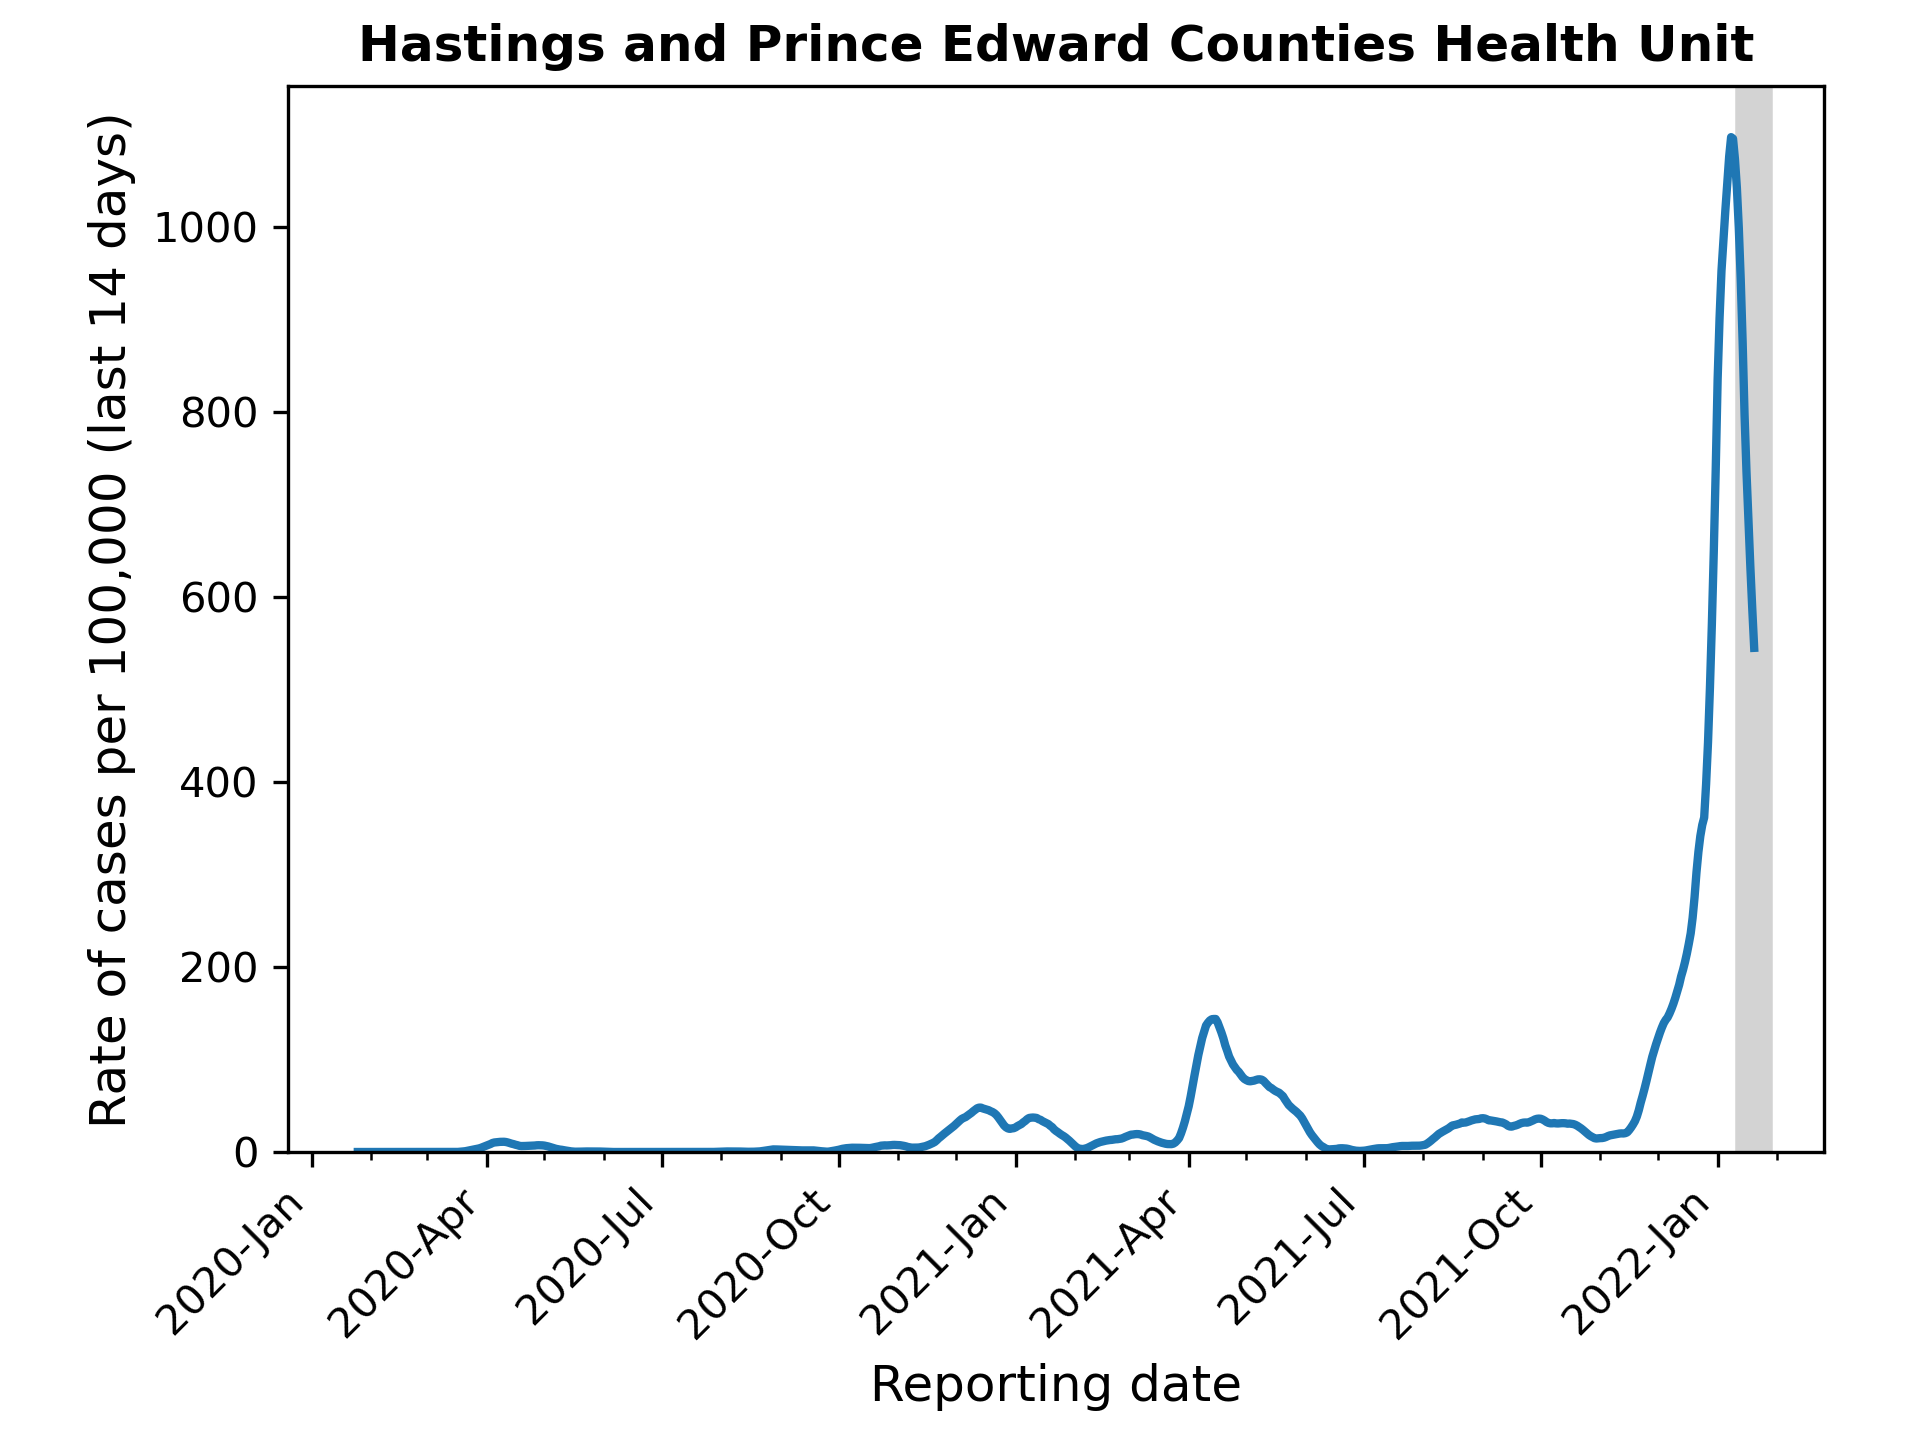 Hastings and Prince Edward Counties Health Unit
Rate of cases per 100,000 (last 14 days)
1000
800
600
400
200
0
2020-Jan
2020-Apr
2020-Jul
2020-Oct
2021-Jan
2021-Apr
2021-Jul
2021-Oct
2022-Jan
Reporting date